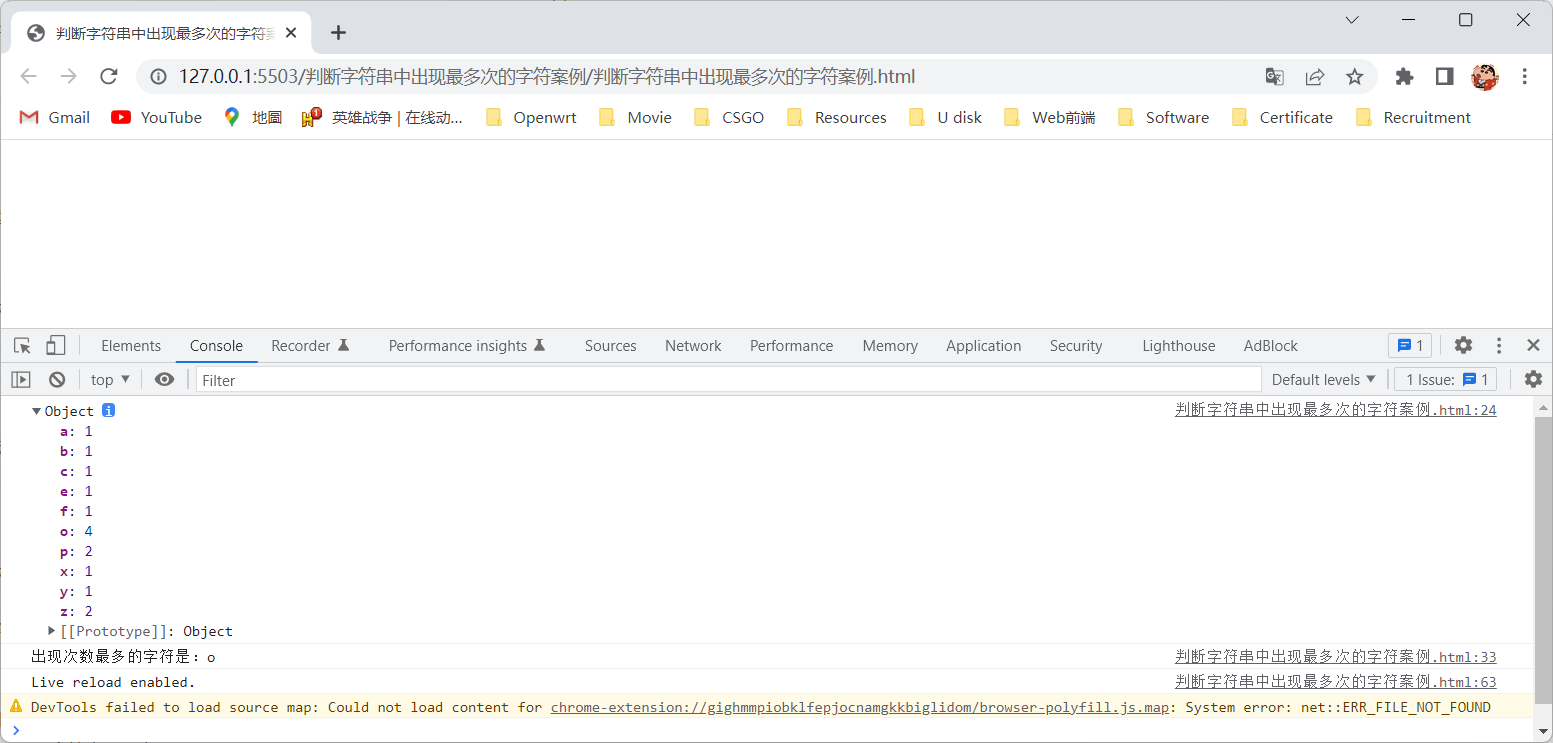 判断字符串中出现最多次的字符案
127.0.0.1:5503/判断字符串中出现最多次的字符案例/判断字符串中出现最多次的字符案例.html
Gmail YouTube 地圖 英雄战争 | 在线动... Openwrt Movie CSGO Resources U disk Web前端 Software Certificate Recruitment
Elements Console Recorder Performance insights Sources Network Performance Memory Application Security Lighthouse AdBlock 1
top Filter Default levels 1 Issue: 1
Object 判断字符串中出现最多次的字符案例.html:24
a: 1
b: 1
c: 1
e: 1
f: 1
o: 4
p: 2
x: 1
y: 1
z: 2
[[Prototype]]: Object
出现次数最多的字符是：o 判断字符串中出现最多次的字符案例.html:33
Live reload enabled. 判断字符串中出现最多次的字符案例.html:63
DevTools failed to load source map: Could not load content for chrome-extension://gighmmpiobklfepjocnamgkkbiglidom/browser-polyfill.js.map: System error: net::ERR_FILE_NOT_FOUND